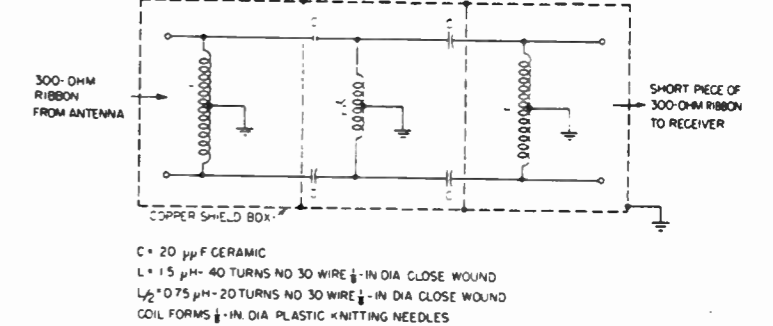 C
C
300-OHM
RIBBON
FROM ANTENNA
L/2
SHORT PIECE OF
300-OHM RIBBON
TO RECEIVER
C
C
COPPER SHIELD BOX
C = 20 µµF CERAMIC
L = 1.5 µH-40 TURNS NO 30 WIRE 1/8-IN DIA CLOSE WOUND
L/2 = 0.75 µH-20 TURNS NO 30 WIRE 1/8-IN DIA CLOSE WOUND
COIL FORMS 1/8-IN. DIA PLASTIC KNITTING NEEDLES